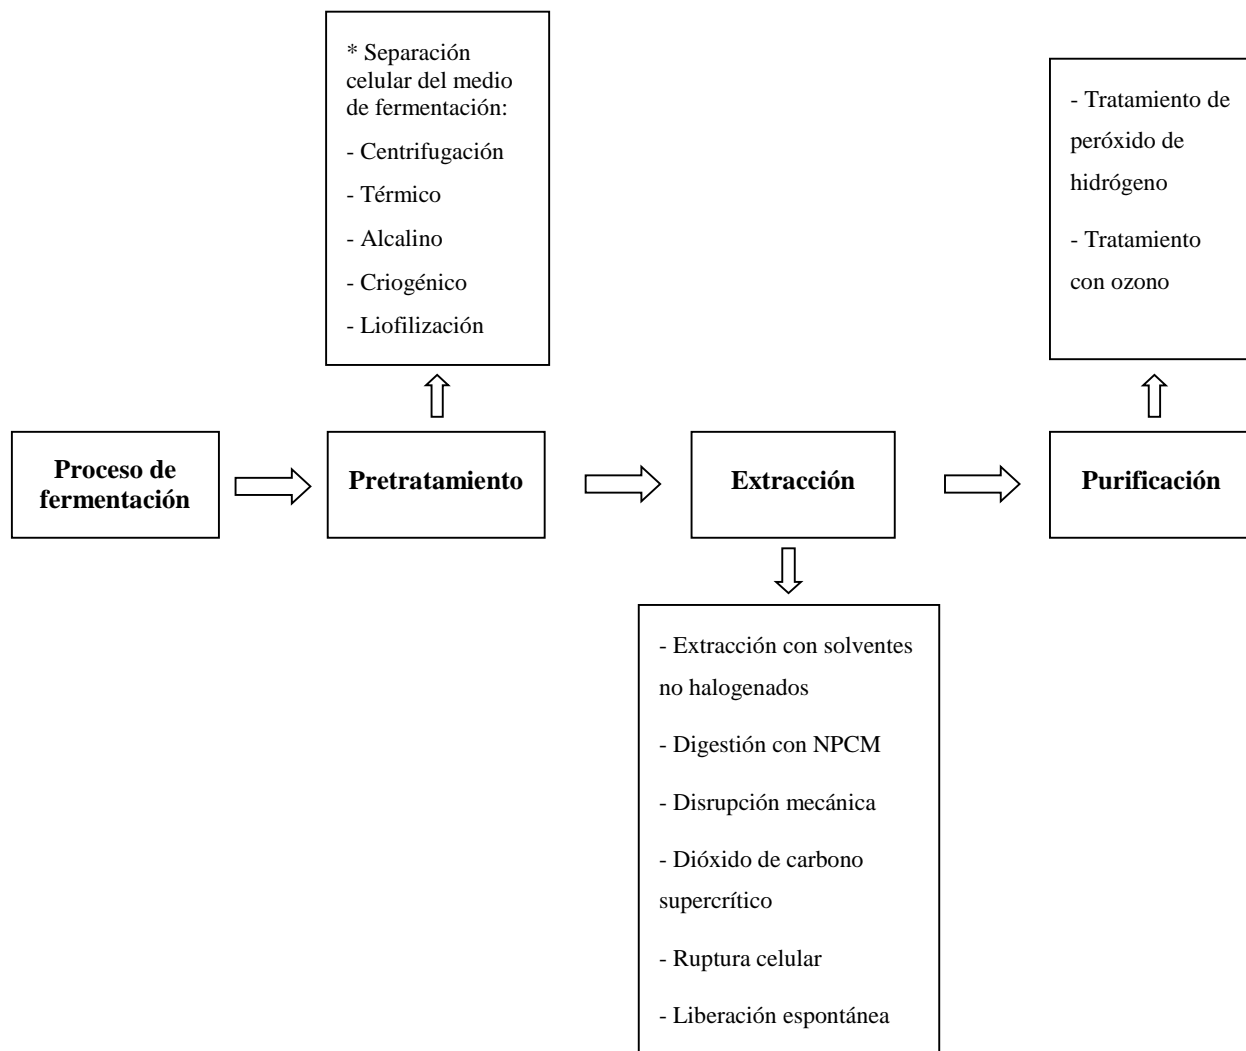 * Separación
celular del medio
de fermentación:
- Centrifugación
- Térmico
- Alcalino
- Criogénico
- Liofilización
- Tratamiento de
peróxido de
hidrógeno
- Tratamiento
con ozono
Proceso de
fermentación
Pretratamiento
Extracción
Purificación
- Extracción con solventes
no halogenados
- Digestión con NPCM
- Disrupción mecánica
- Dióxido de carbono
supercrítico
- Ruptura celular
- Liberación espontánea